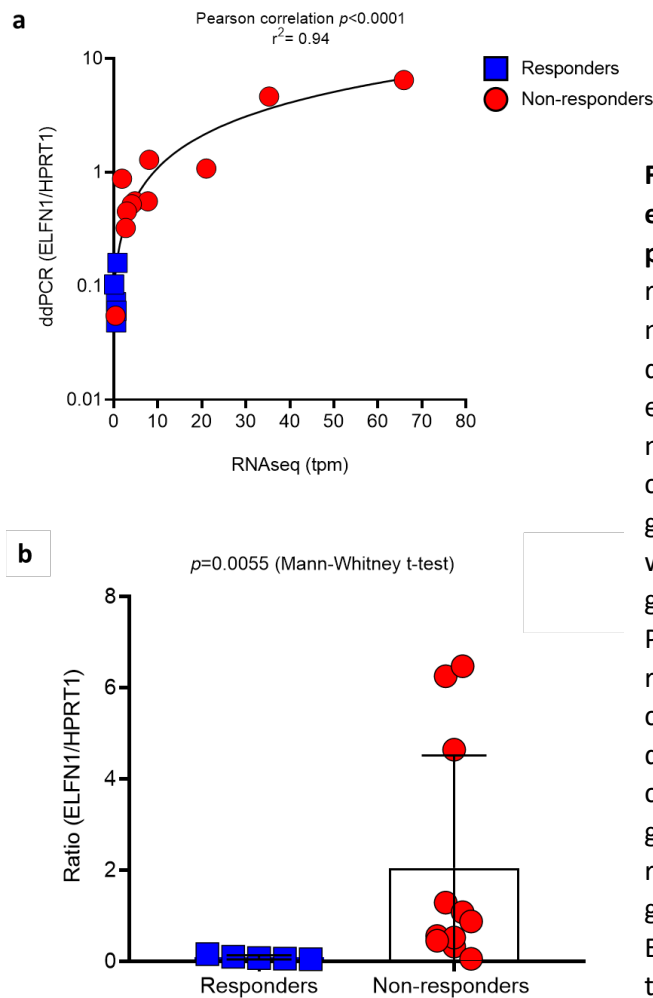 a
Pearson correlation p<0.0001
r²= 0.94
Responders
Non-responders
10
1
0.1
0.01
ddPCR (ELFN1/HPRT1)
0 10 20 30 40 50 60 70 80
RNAseq (tpm)
b
p=0.0055 (Mann-Whitney t-test)
8
6
4
2
0
Ratio (ELFN1/HPRT1)
Responders Non-responders